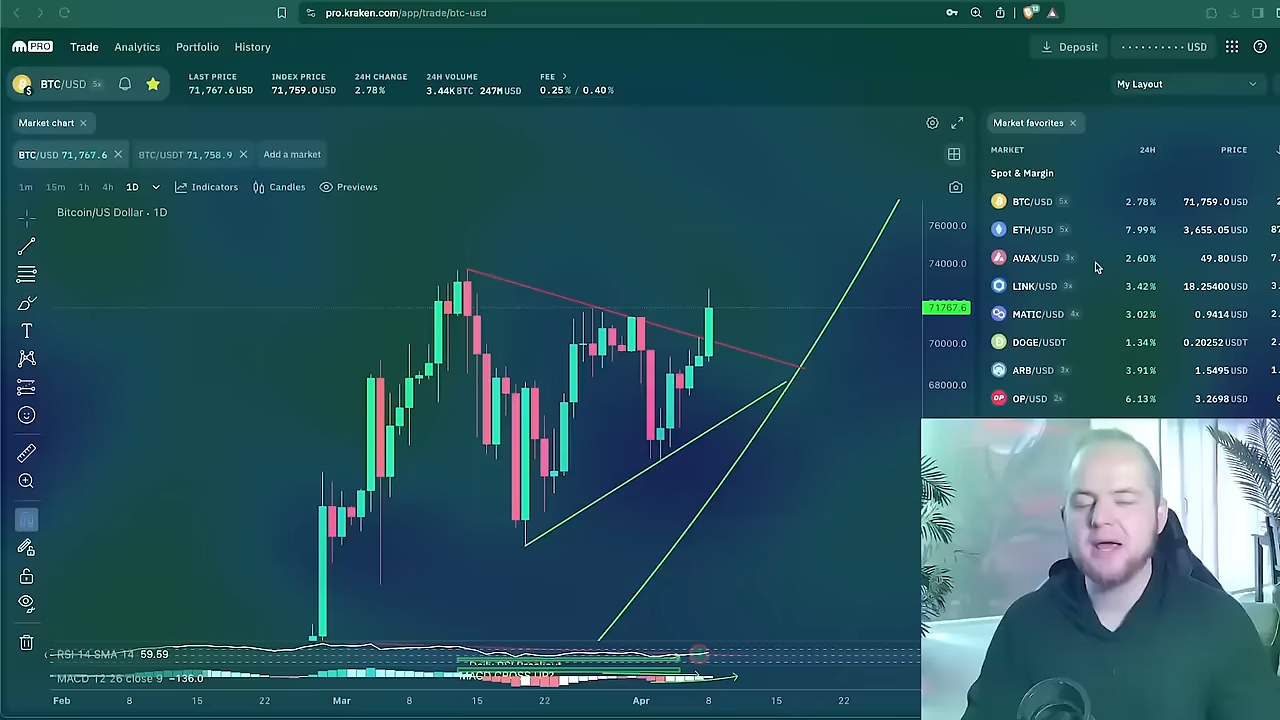 pro.kraken.com/app/trade/btc-usd
PRO Trade Analytics Portfolio History
Deposit
·········· USD
BTC/USD 5x
LAST PRICE INDEX PRICE 24H CHANGE 24H VOLUME FEE
71,767.6 USD 71,759.0 USD 2.78% 3.44K BTC 247M USD 0.25% / 0.40%
My Layout
Market chart
BTC/USD 71,767.6 BTC/USDT 71,758.9 Add a market
1m 15m 1h 4h 1D Indicators Candles Previews
Bitcoin/US Dollar · 1D
76000.0
74000.0
71767.6
70000.0
68000.0
RSI 14 SMA 14 59.59
Daily RSI Breakout
MACD 12 26 close 9 −136.0
MACD CROSS UP?
Feb 8 15 22 Mar 8 15 22 Apr 8 15 22
Market favorites
MARKET 24H PRICE
Spot & Margin
BTC/USD 5x 2.78% 71,759.0 USD
ETH/USD 5x 7.99% 3,655.05 USD
AVAX/USD 3x 2.60% 49.80 USD
LINK/USD 3x 3.42% 18.25400 USD
MATIC/USD 4x 3.02% 0.9414 USD
DOGE/USDT 1.34% 0.20252 USDT
ARB/USD 3x 3.91% 1.5495 USD
OP/USD 2x 6.13% 3.2698 USD